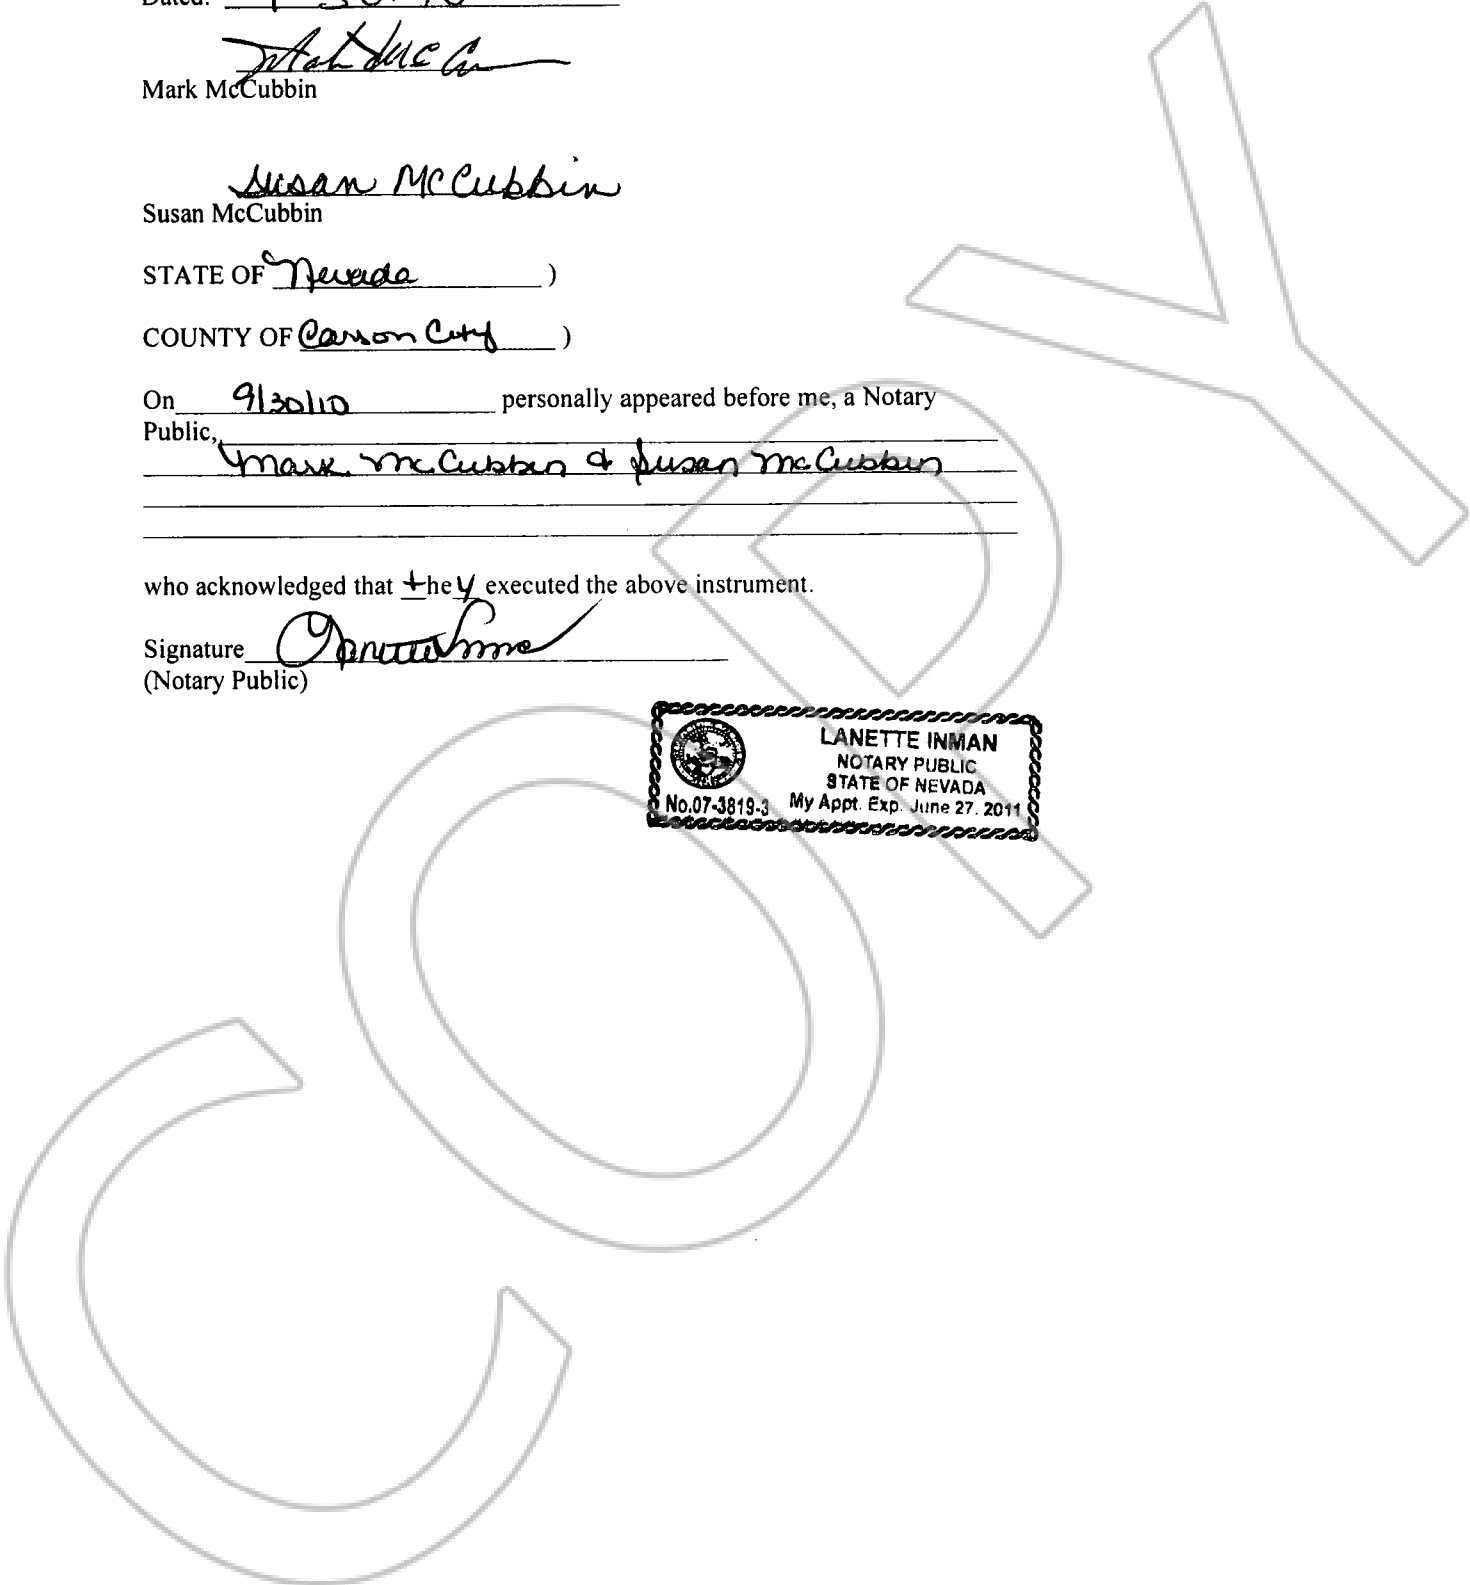 Dated: 9-30-10
Mark McCubbin
Susan McCubbin
Susan McCubbin
STATE OF Nevada )
COUNTY OF Carson City )
On 9/30/10 personally appeared before me, a Notary
Public,
Mark McCubbin & Susan McCubbin
who acknowledged that they executed the above instrument.
Signature
(Notary Public)
LANETTE INMAN
NOTARY PUBLIC
STATE OF NEVADA
No.07-3819-3 My Appt. Exp. June 27, 2011
COPY